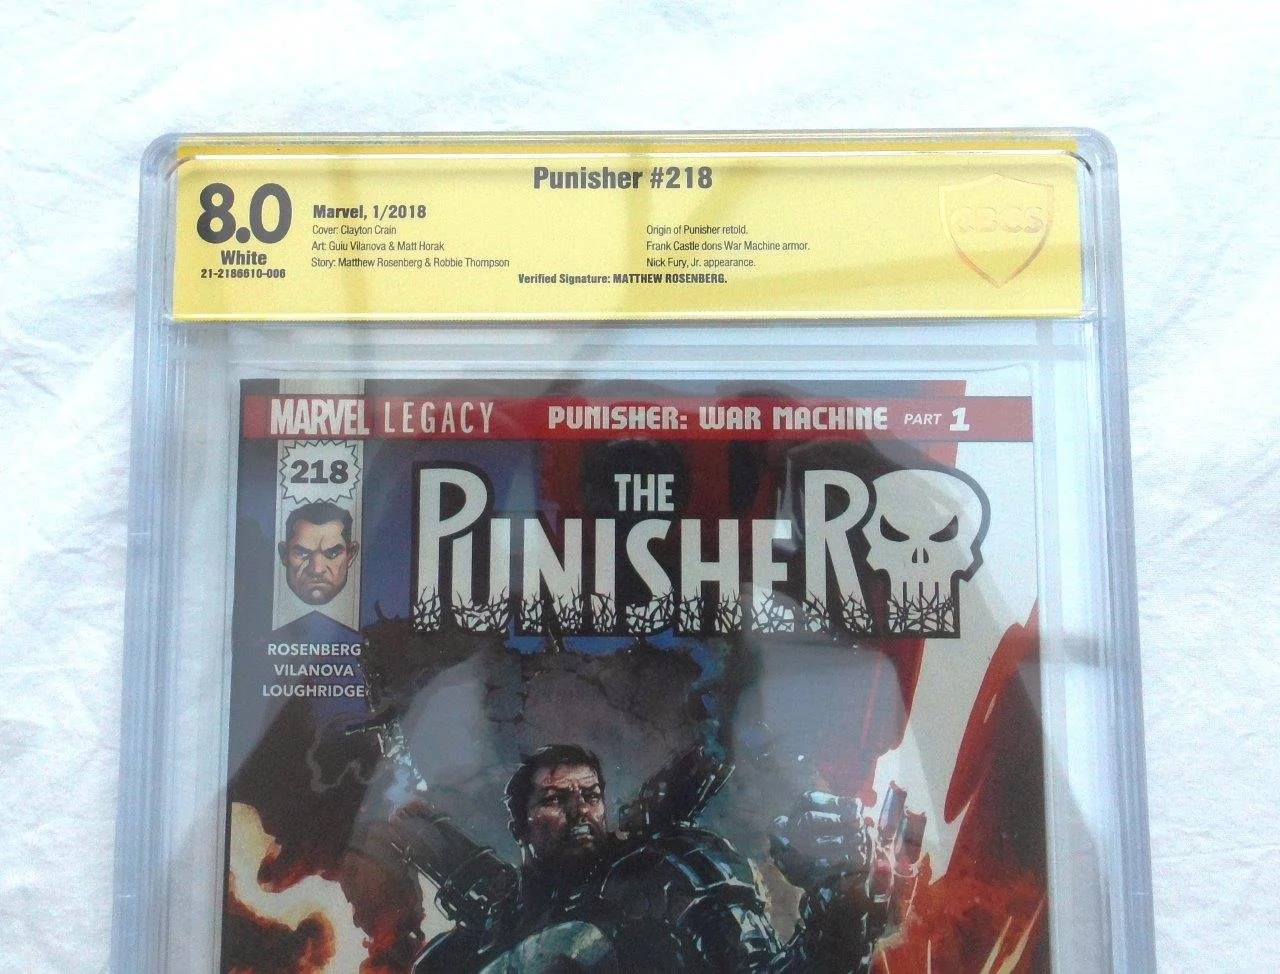 Punisher #218
8.0
White
21-2186610-006
Marvel, 1/2018
Cover: Clayton Crain
Art: Guiu Vilanova & Matt Horak
Story: Matthew Rosenberg & Robbie Thompson
Origin of Punisher retold.
Frank Castle dons War Machine armor.
Nick Fury, Jr. appearance.
Verified Signature: MATTHEW ROSENBERG.
CBCS
MARVEL LEGACY PUNISHER: WAR MACHINE PART 1
218
THE
PUNISHER
ROSENBERG
VILANOVA
LOUGHRIDGE